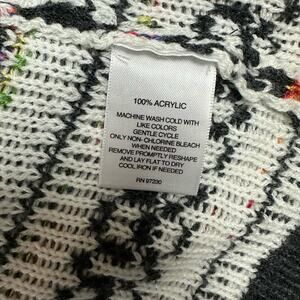 100% ACRYLIC
MACHINE WASH COLD WITH
LIKE COLORS
GENTLE CYCLE
ONLY NON-CHLORINE BLEACH
WHEN NEEDED
REMOVE PROMPTLY RESHAPE
AND LAY FLAT TO DRY
COOL IRON IF NEEDED
RN 97230